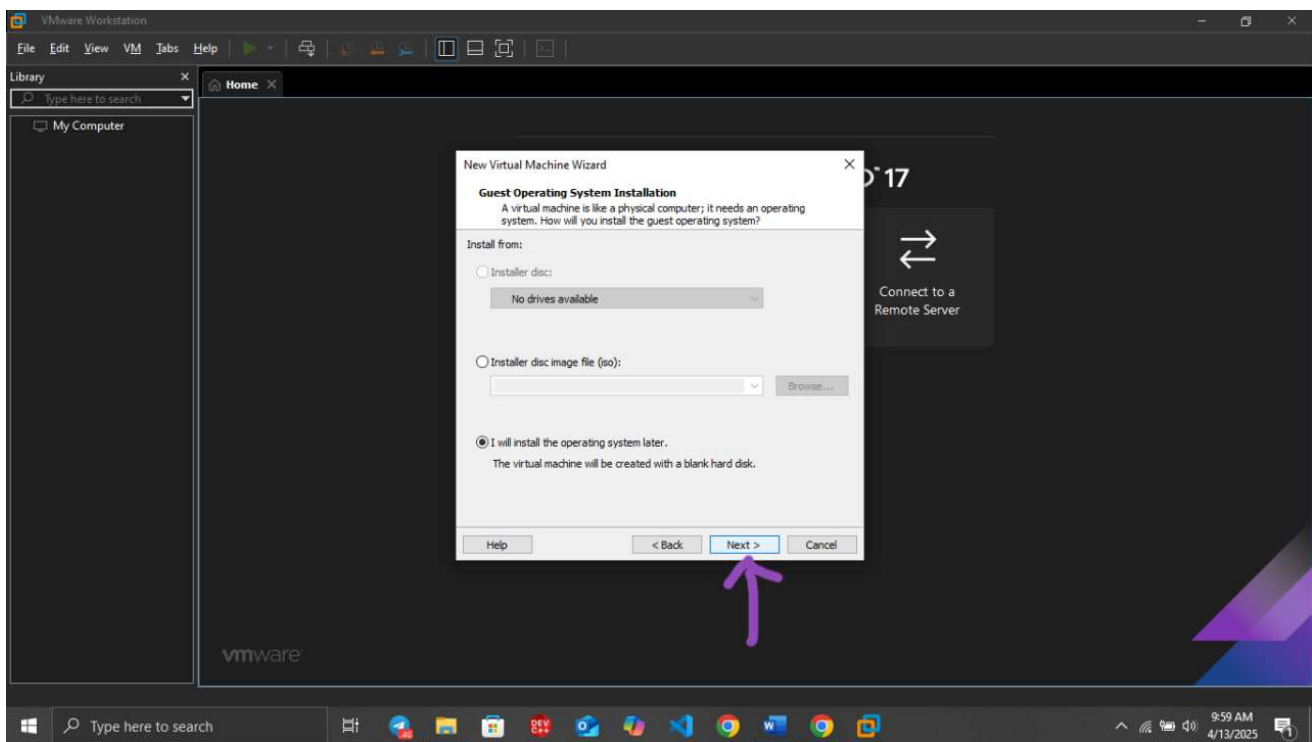 VMware Workstation
File Edit View VM Tabs Help
Library
Type here to search
Home
My Computer
17
Connect to a
Remote Server
New Virtual Machine Wizard
Guest Operating System Installation
A virtual machine is like a physical computer; it needs an operating
system. How will you install the guest operating system?
Install from:
Installer disc:
No drives available
Installer disc image file (iso):
Browse...
I will install the operating system later.
The virtual machine will be created with a blank hard disk.
Help
< Back
Next >
Cancel
vmware
Type here to search
9:59 AM
4/13/2025